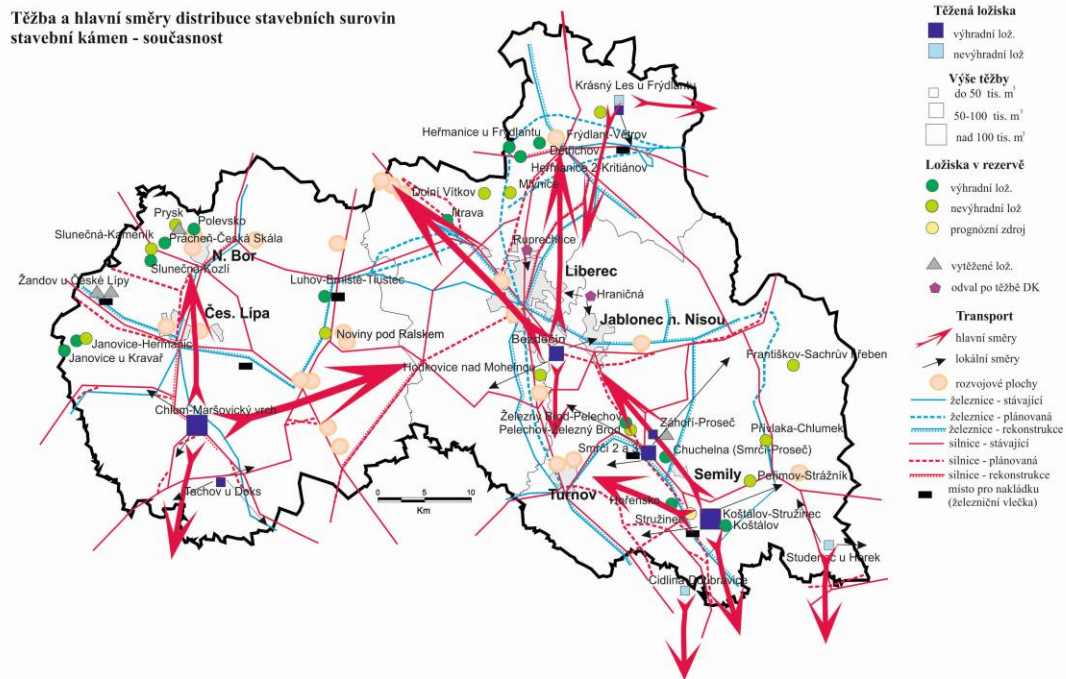 Těžba a hlavní směry distribuce stavebních surovin
stavební kámen - současnost
Krásný Les u Frýdlantu
Heřmanice u Frýdlantu
Frýdlant-Větrov
Dětřichov
Heřmanice 2-Kritiánov
Dolní Vítkov
Mlýnice
Jítrava
Prysk
Polevsko
Slunečná-Kameník
Prácheň-Česká Skála
N. Bor
Slunečná-Kozlí
Ruprechtice
Žandov u České Lípy
Luhov-Brniště-Tlustec
Liberec
Hraničná
Čes. Lípa
Jablonec n. Nisou
Janovice-Heřmanic
Janovice u Kravař
Noviny pod Ralskem
Bezděčín
Františkov-Sachrův hřeben
Hodkovice nad Mohelnou
Chlum-Maršovický vrch
Železný Brod-Pelechov
Pelechov-Železný Brod
Záhoří-Proseč
Přívlaka-Chlumek
Smrčí 2 a 3
Chuchelna (Smrčí-Proseč)
Semily
Peřimov-Strážník
Tachov u Doks
Turnov
Hořensko
Koštálov-Stružinec
Stružinec
Koštálov
Studenec u Horek
Cidlina Doubravice
0 5 10
Km
Těžená ložiska
výhradní lož.
nevýhradní lož
Výše těžby
do 50 tis. m³
50-100 tis. m³
nad 100 tis. m³
Ložiska v rezervě
výhradní lož.
nevýhradní lož
prognózní zdroj
vytěžené lož.
odval po těžbě DK
Transport
hlavní směry
lokální směry
rozvojové plochy
železnice - stávající
železnice - plánovaná
železnice - rekonstrukce
silnice - stávající
silnice - plánovaná
silnice - rekonstrukce
místo pro nakládku
(železniční vlečka)